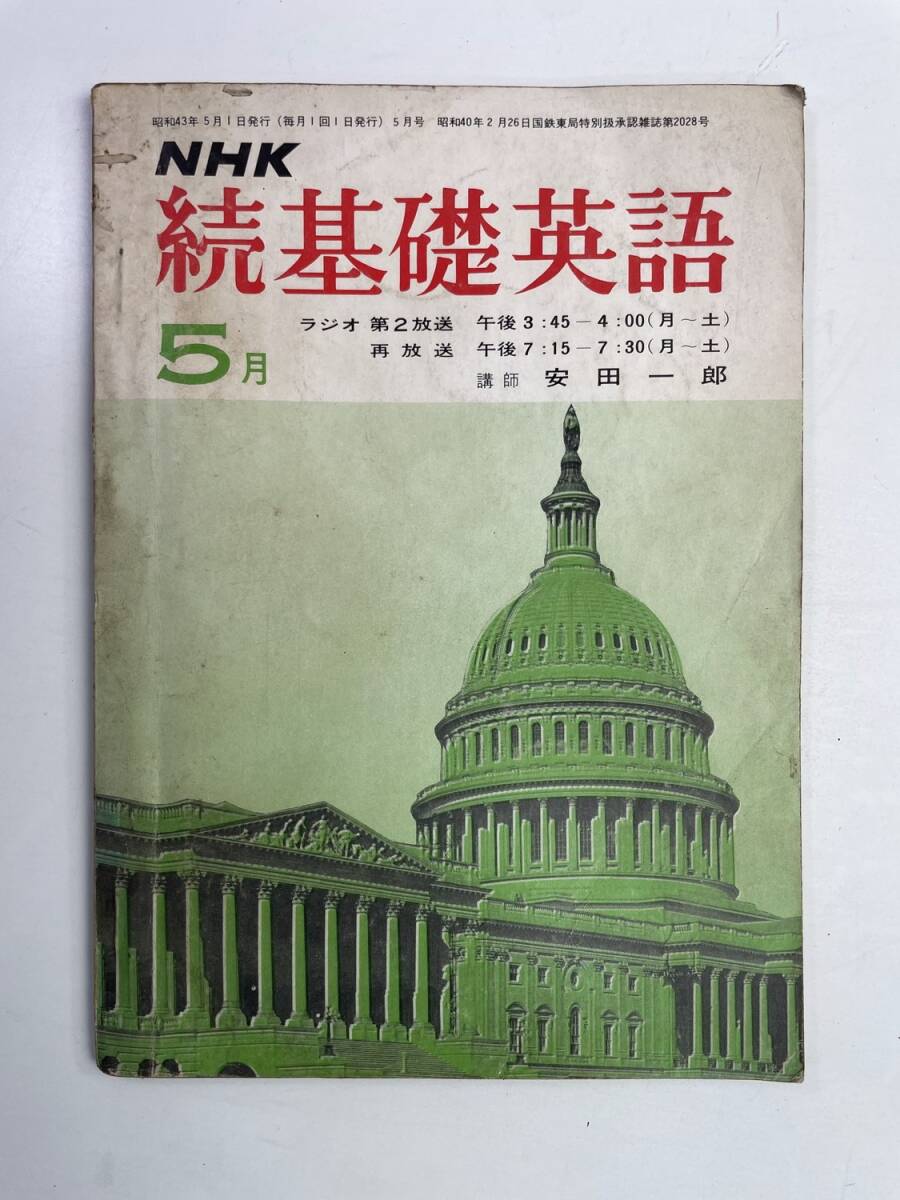 昭和43年5月1日発行（毎月1回1日発行）5月号 昭和40年2月26日国鉄東局特別扱承認雑誌第2028号
NHK
続基礎英語
5月
ラジオ 第2放送 午後3:45－4:00(月～土)
再放送 午後7:15－7:30(月～土)
講師 安田一郎